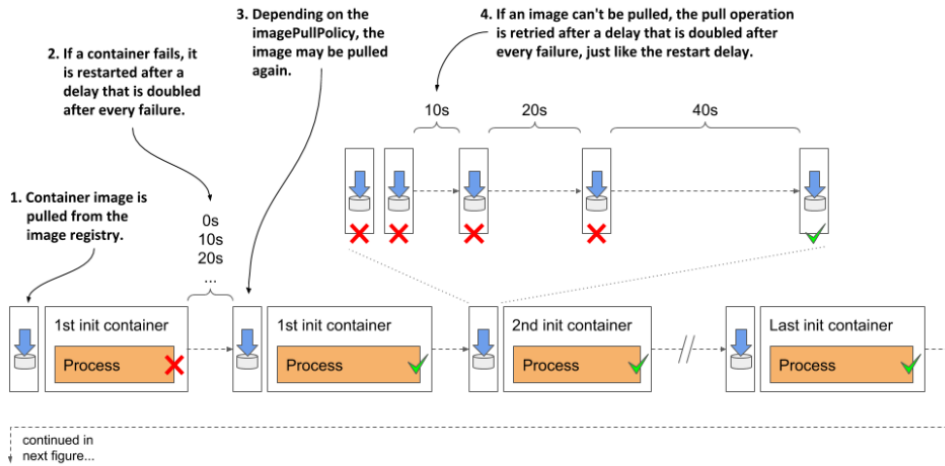 3. Depending on the
imagePullPolicy, the
image may be pulled
again.
4. If an image can't be pulled, the pull operation
is retried after a delay that is doubled after
every failure, just like the restart delay.
2. If a container fails, it
is restarted after a
delay that is doubled
after every failure.
10s
20s
40s
1. Container image is
pulled from the
image registry.
0s
10s
20s
...
1st init container
Process
1st init container
Process
2nd init container
Process
//
Last init container
Process
continued in
next figure...